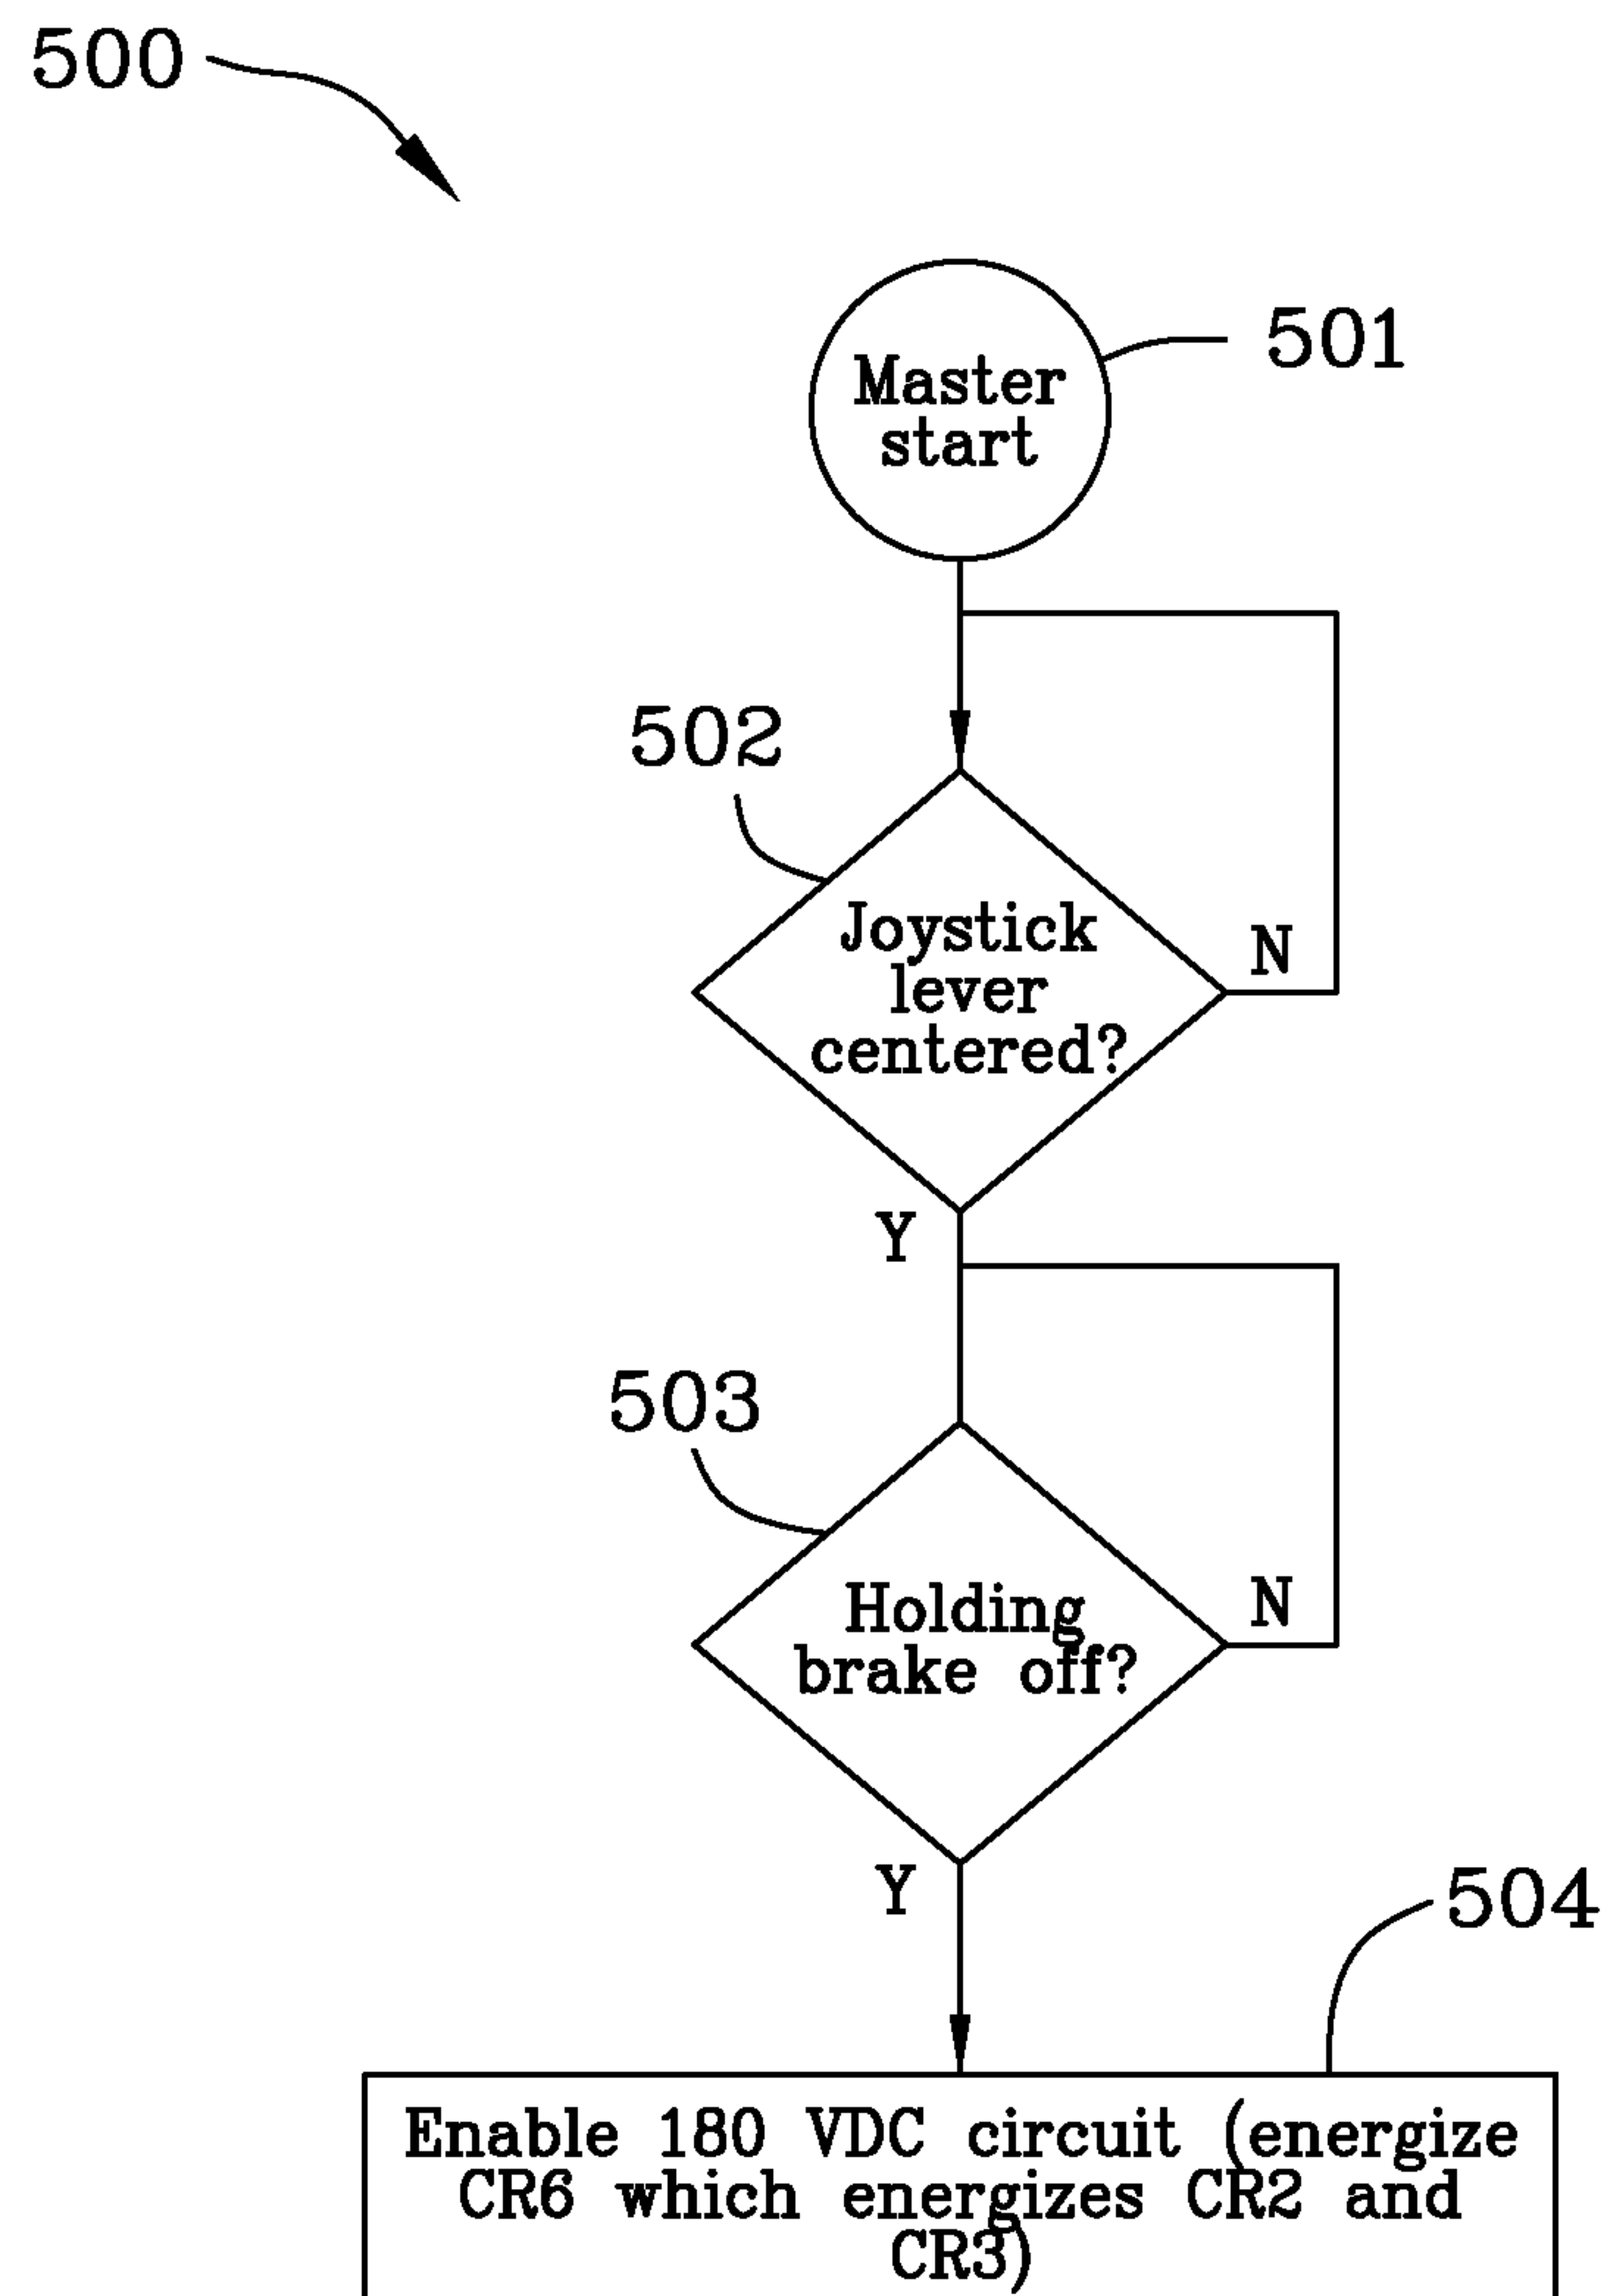 500
501
Master
start
502
Joystick
lever
centered?
N
Y
503
Holding
brake off?
N
Y
504
Enable 180 VDC circuit (energize
CR6 which energizes CR2 and
CR3)